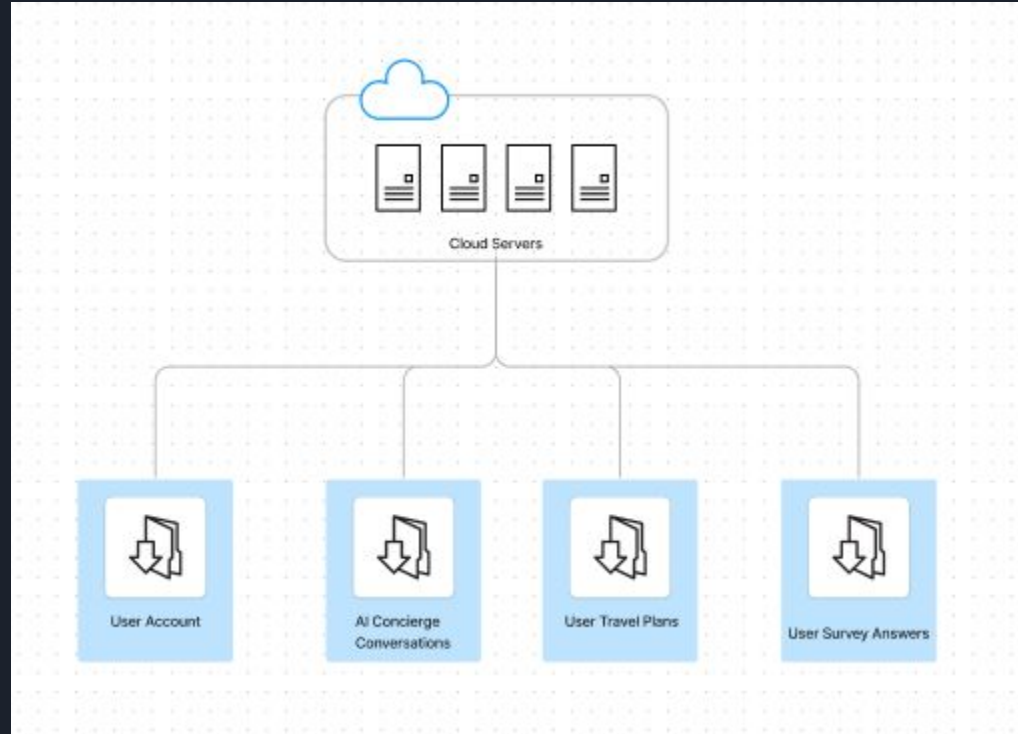 Cloud Servers
User Account
AI Concierge
Conversations
User Travel Plans
User Survey Answers